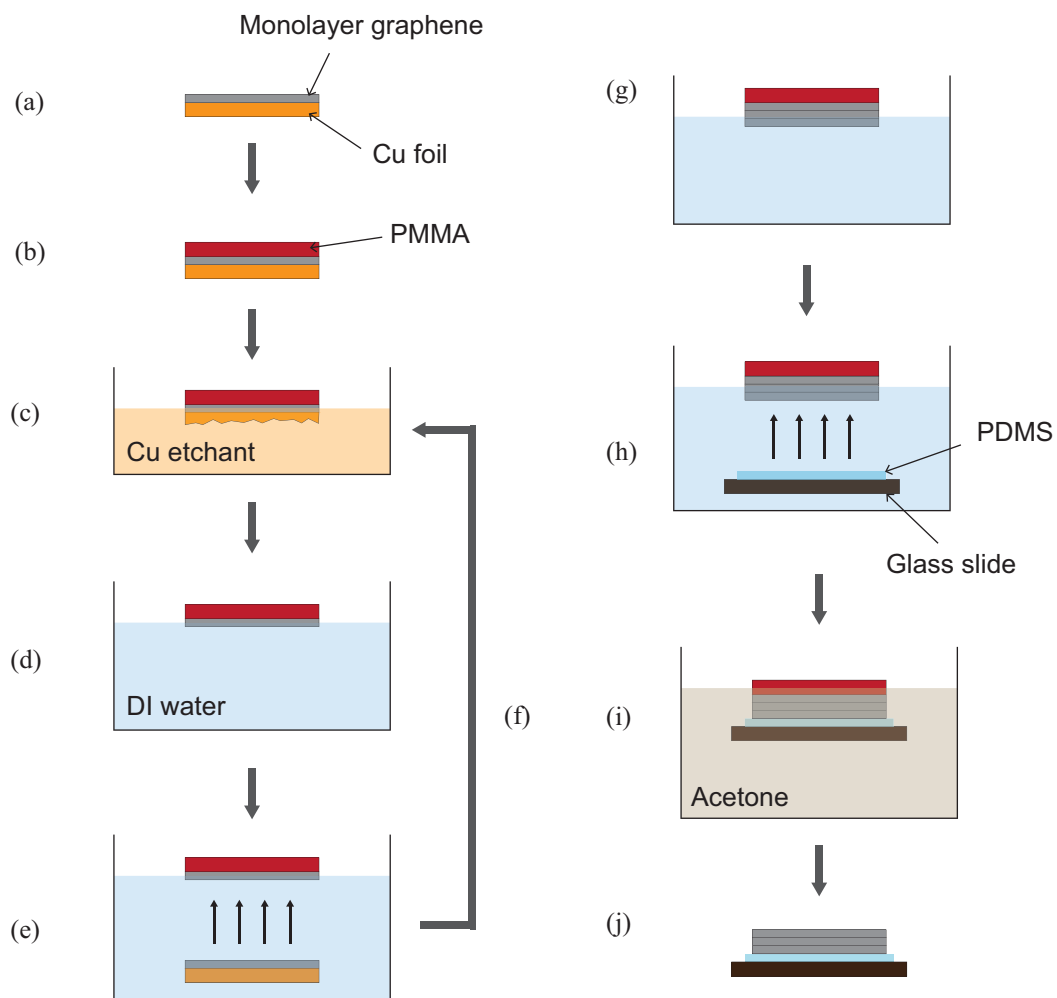 Monolayer graphene
(a)
Cu foil
(b)
PMMA
(c)
Cu etchant
(d)
DI water
(e)
(f)
(g)
(h)
PDMS
Glass slide
(i)
Acetone
(j)